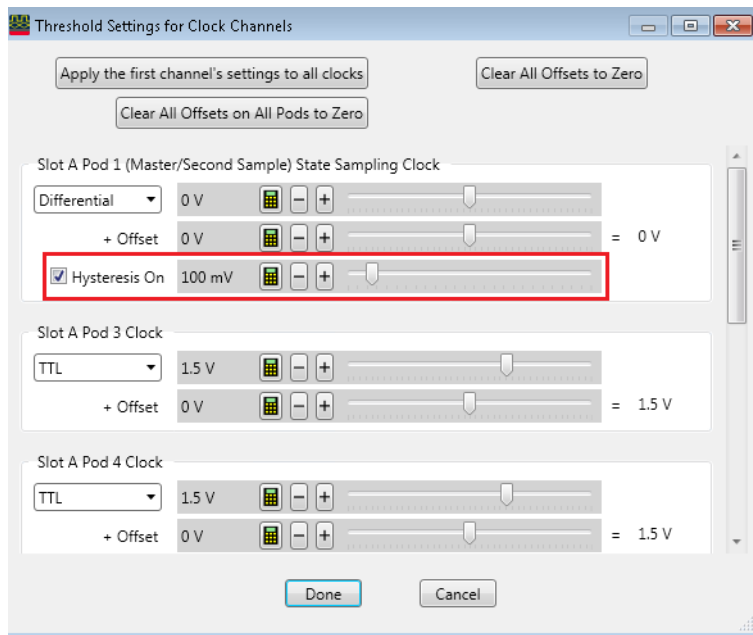 Threshold Settings for Clock Channels
Apply the first channel's settings to all clocks
Clear All Offsets to Zero
Clear All Offsets on All Pods to Zero
Slot A Pod 1 (Master/Second Sample) State Sampling Clock
Differential 0 V - +
+ Offset 0 V - + = 0 V
Hysteresis On 100 mV - +
Slot A Pod 3 Clock
TTL 1.5 V - +
+ Offset 0 V - + = 1.5 V
Slot A Pod 4 Clock
TTL 1.5 V - +
+ Offset 0 V - + = 1.5 V
Done Cancel